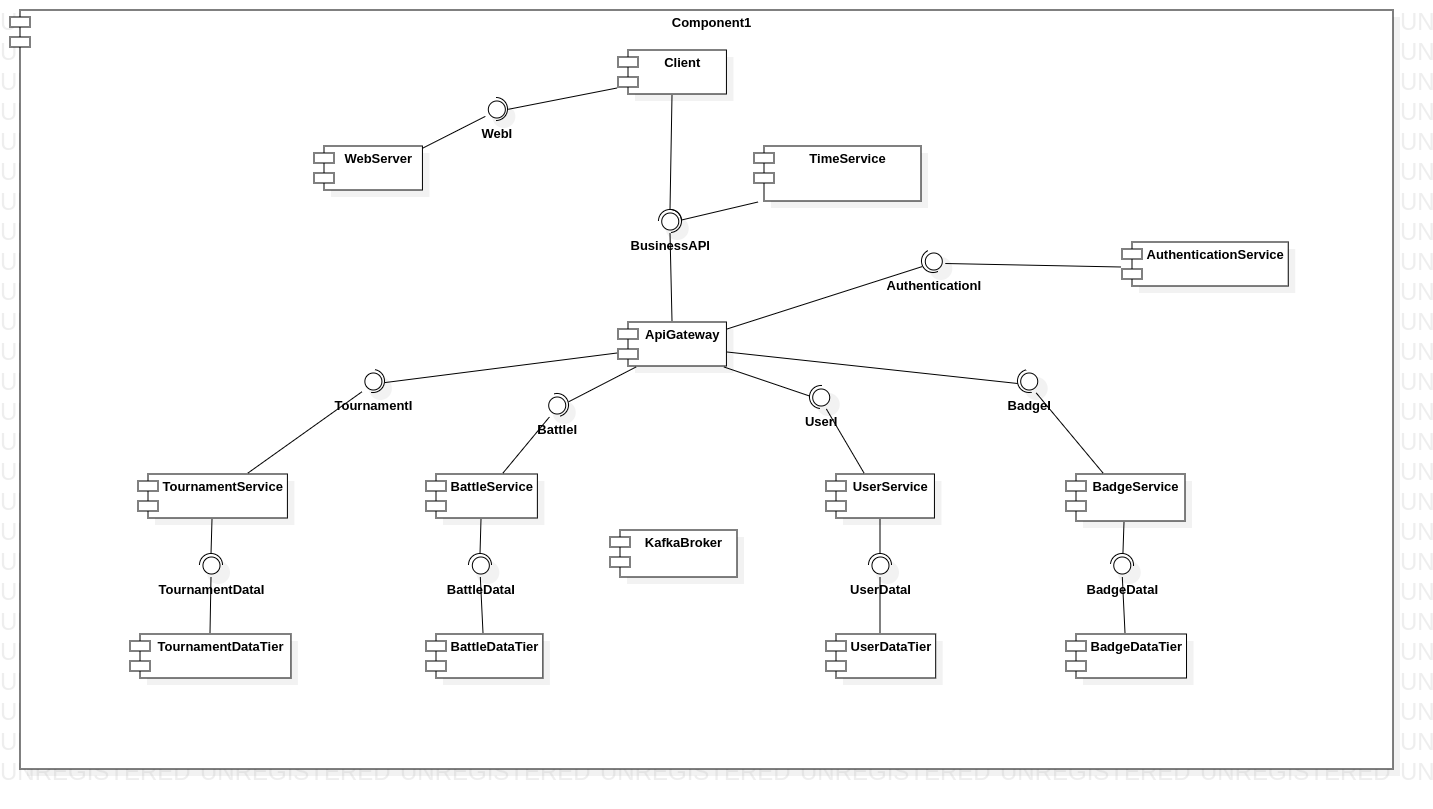 Component1
Client
WebI
WebServer
TimeService
BusinessAPI
AuthenticationService
AuthenticationI
ApiGateway
TournamentI
BattleI
UserI
BadgeI
TournamentService
BattleService
UserService
BadgeService
KafkaBroker
TournamentDataI
BattleDataI
UserDataI
BadgeDataI
TournamentDataTier
BattleDataTier
UserDataTier
BadgeDataTier
UNREGISTERED UNREGISTERED UNREGISTERED UNREGISTERED UNREGISTERED UNREGISTERED UNREGISTERED UN